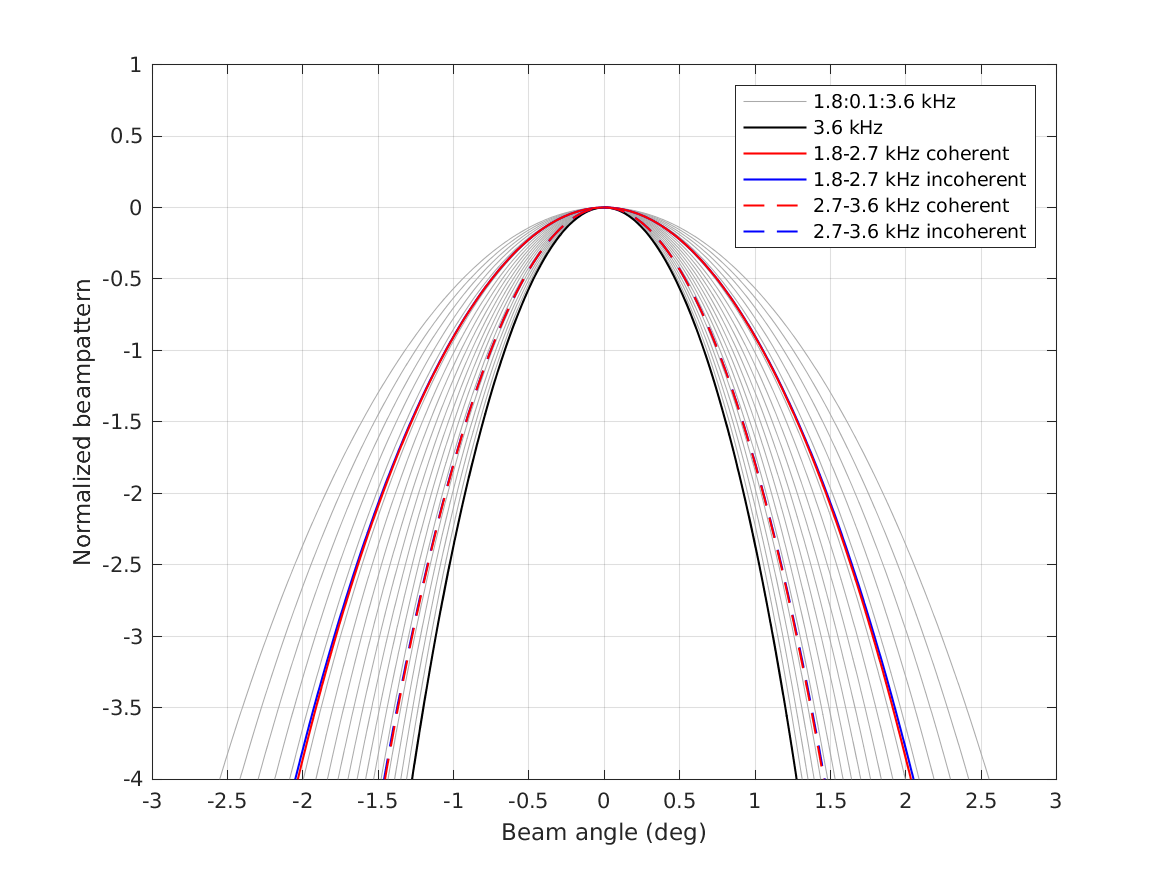 1
0.5
0
-0.5
-1
-1.5
-2
-2.5
-3
-3.5
-4
Normalized beampattern
1.8:0.1:3.6 kHz
3.6 kHz
1.8-2.7 kHz coherent
1.8-2.7 kHz incoherent
2.7-3.6 kHz coherent
2.7-3.6 kHz incoherent
-3 -2.5 -2 -1.5 -1 -0.5 0 0.5 1 1.5 2 2.5 3
Beam angle (deg)